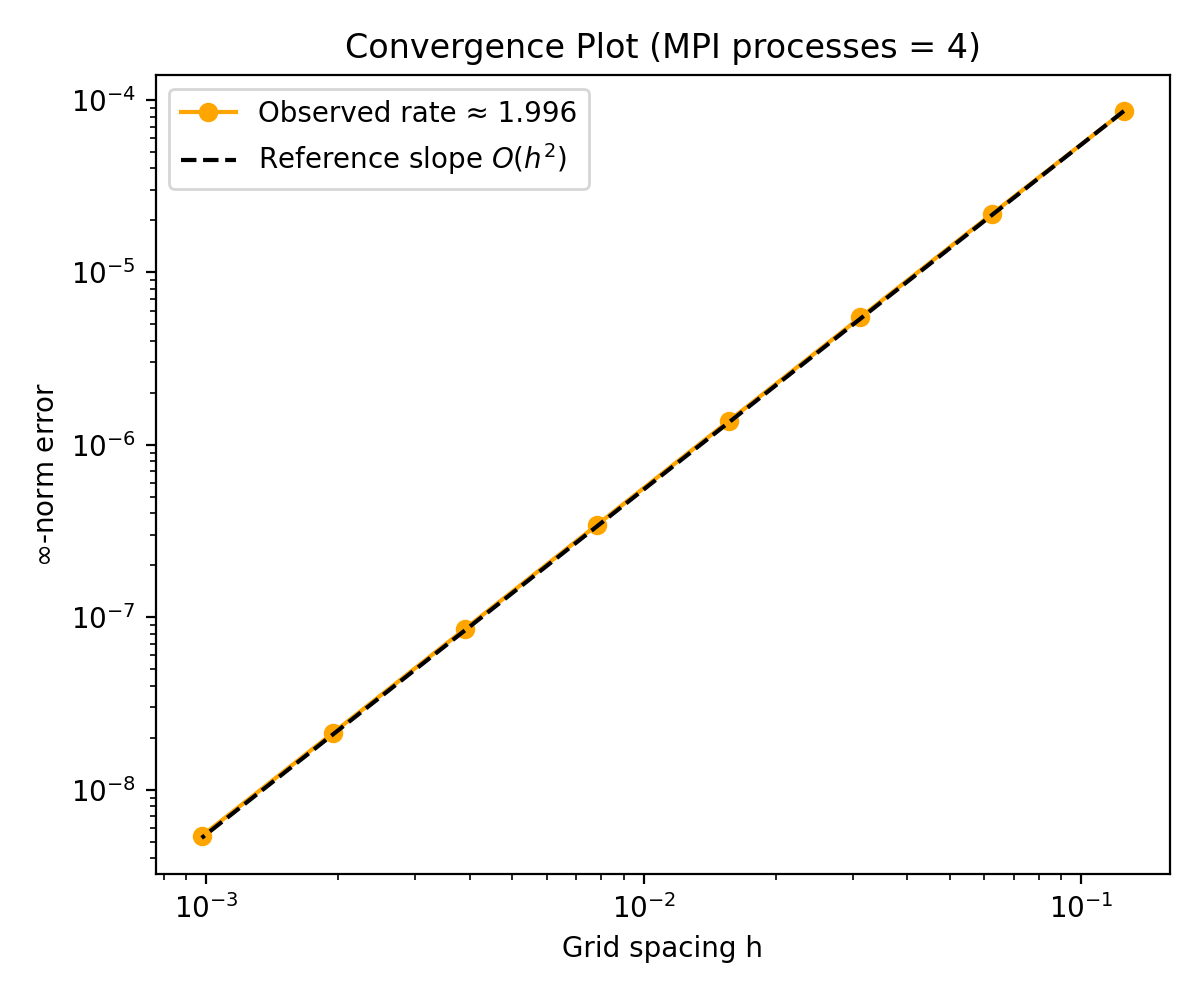 Convergence Plot (MPI processes = 4)
Observed rate ≈ 1.996
Reference slope O(h²)
10⁻⁴
10⁻⁵
10⁻⁶
10⁻⁷
10⁻⁸
∞-norm error
10⁻³ 10⁻² 10⁻¹
Grid spacing h